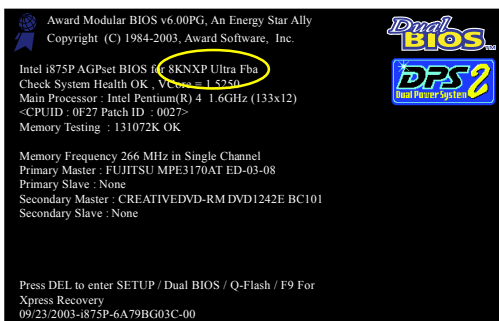 Award Modular BIOS v6.00PG, An Energy Star Ally
Copyright (C) 1984-2003, Award Software, Inc.
Dual
BIOS TM
DPS 2
Dual Power System
Intel i875P AGPset BIOS for 8KNXP Ultra Fba
Check System Health OK , VCore = 1.5250
Main Processor : Intel Pentium(R) 4 1.6GHz (133x12)
<CPUID : 0F27 Patch ID : 0027>
Memory Testing : 131072K OK
Memory Frequency 266 MHz in Single Channel
Primary Master : FUJITSU MPE3170AT ED-03-08
Primary Slave : None
Secondary Master : CREATIVEDVD-RM DVD1242E BC101
Secondary Slave : None
Press DEL to enter SETUP / Dual BIOS / Q-Flash / F9 For
Xpress Recovery
09/23/2003-i875P-6A79BG03C-00